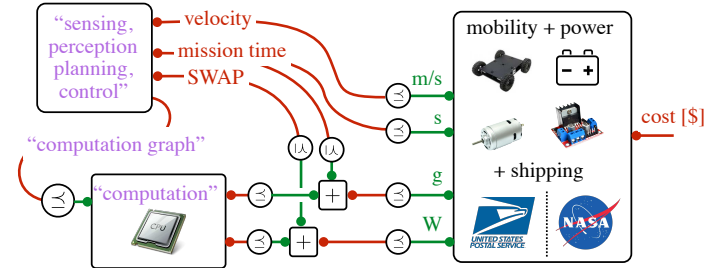 "sensing,
perception
planning,
control"
velocity
mission time
SWAP
"computation graph"
"computation"
CPU
m/s
s
g
W
mobility + power
+ shipping
UNITED STATES
POSTAL SERVICE
NASA
cost [$]